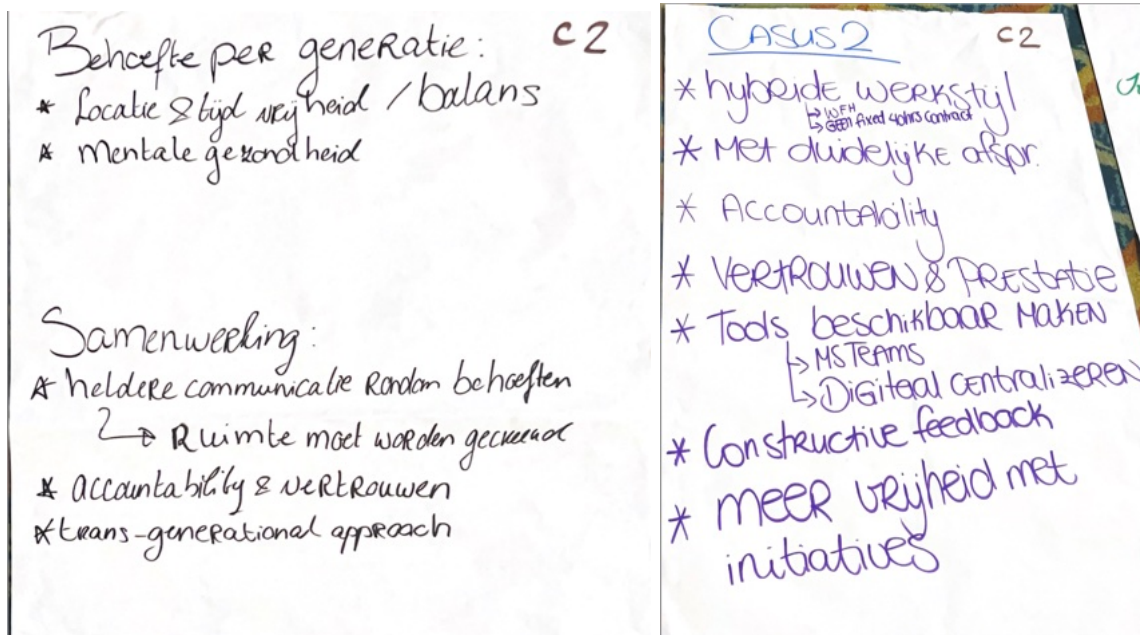 Behoefte per generatie: C2
* Locatie & tijd vrijheid / balans
* Mentale gezondheid
Samenwerking:
* heldere communicatie Rondom behoeften
↳ Ruimte moet worden gecreeerd
* accountability & vertrouwen
* trans-generational approach
Casus 2 C2
* hybride werkstijl
↳ WFH
↳ GEEN fixed 40hrs contract
* Met duidelijke afspr.
* Accountability
* Vertrouwen & Prestatie
* Tools beschikbaar maken
↳ MS Teams
↳ Digitaal centralizeren
* Constructive feedback
* meer vrijheid met
initiatives